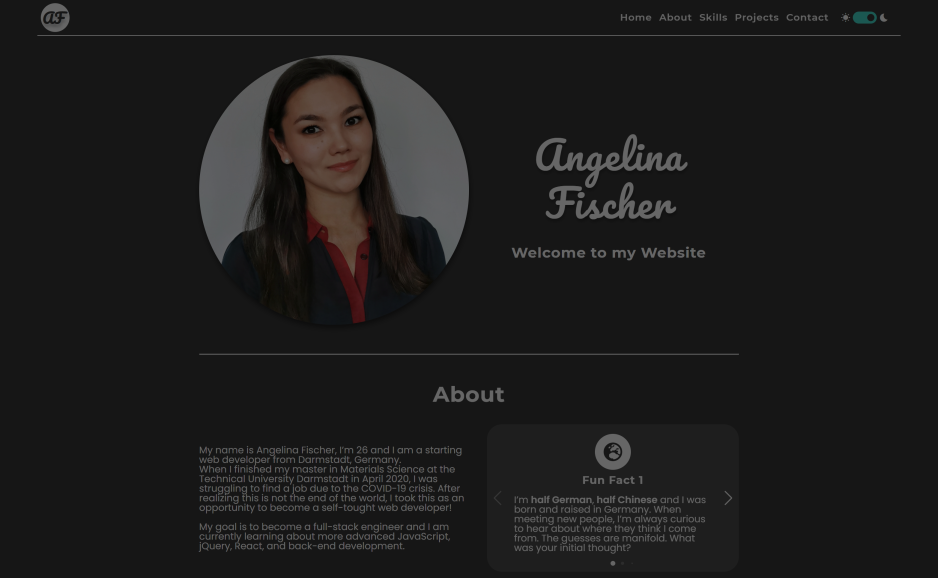 AF
Home About Skills Projects Contact
Angelina
Fischer
Welcome to my Website
About
My name is Angelina Fischer, I'm 26 and I am a starting
web developer from Darmstadt, Germany.
When I finished my master in Materials Science at the
Technical University Darmstadt in April 2020, I was
struggling to find a job due to the COVID-19 crisis. After
realizing this is not the end of the world, I took this as an
opportunity to become a self-tought web developer!
My goal is to become a full-stack engineer and I am
currently learning about more advanced JavaScript,
jQuery, React, and back-end development.
Fun Fact 1
I'm half German, half Chinese and I was
born and raised in Germany. When
meeting new people, I'm always curious
to hear about where they think I come
from. The guesses are manifold. What
was your initial thought?